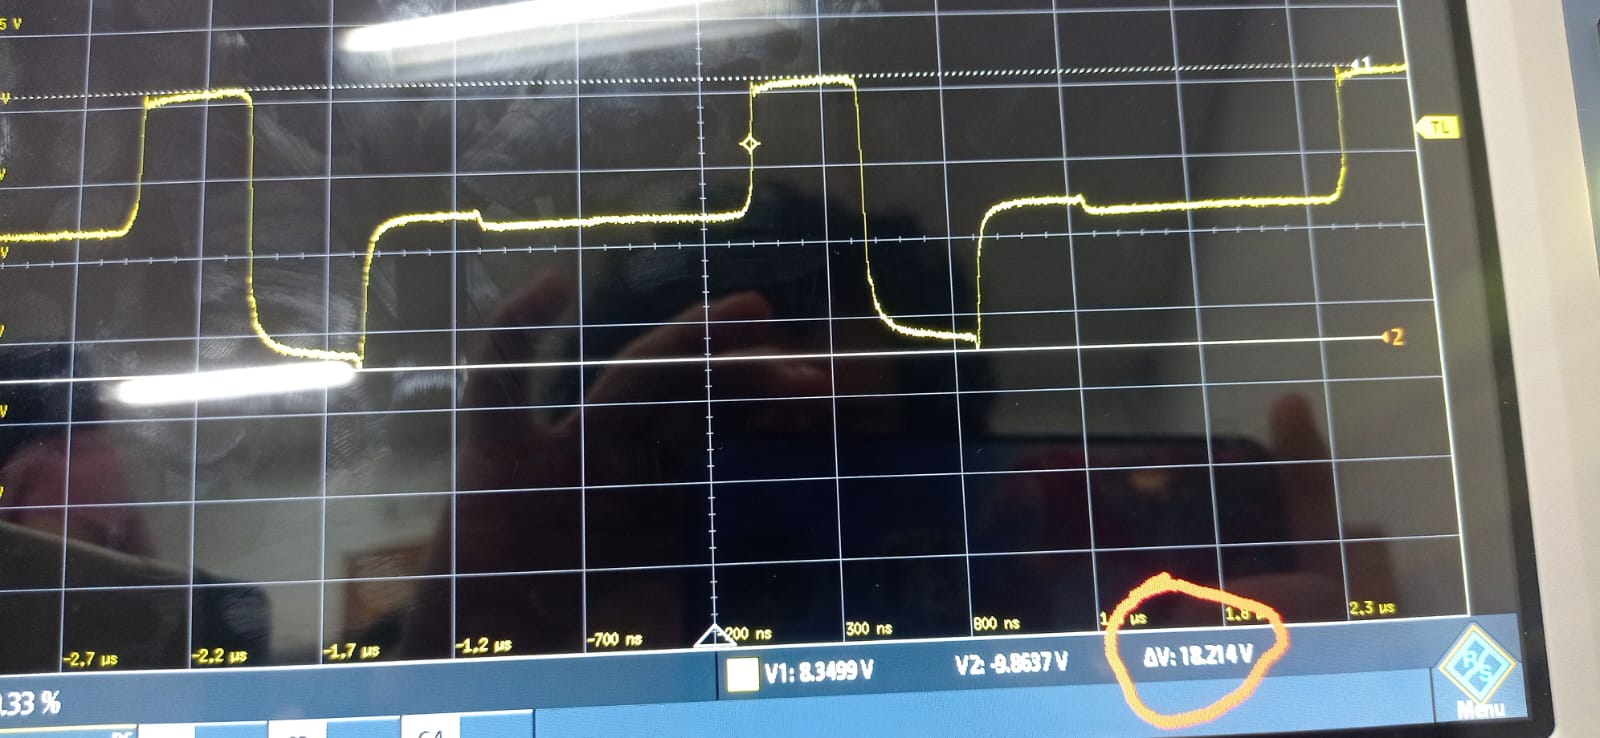 5 V
V
1
V
TL
V
V
2
V
V
-2.7 µs
-2.2 µs
-1.7 µs
-1.2 µs
-700 ns
-200 ns
300 ns
800 ns
2.3 µs
V1: 8.3499 V
V2: -9.8637 V
ΔV: 18.214 V
.33 %
R&S
Menu